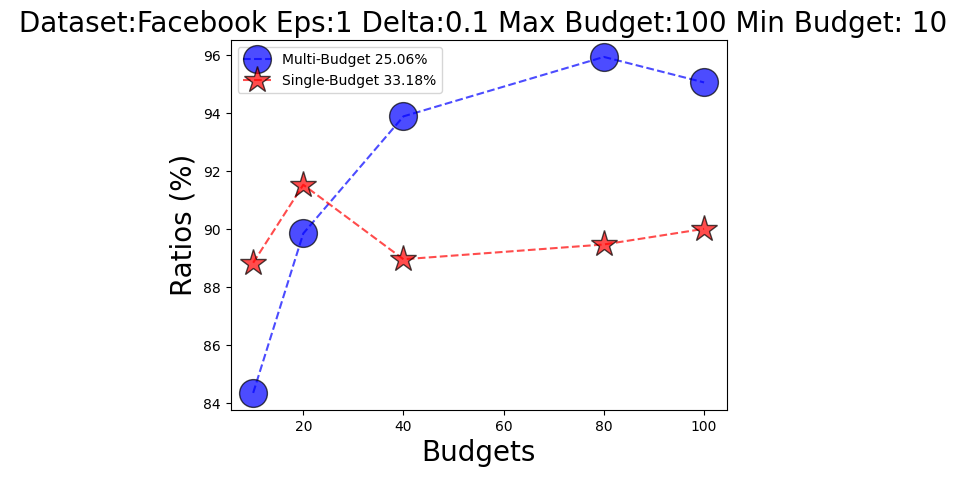 Dataset:Facebook Eps:1 Delta:0.1 Max Budget:100 Min Budget: 10
Multi-Budget 25.06%
Single-Budget 33.18%
Ratios (%)
96
94
92
90
88
86
84
20 40 60 80 100
Budgets